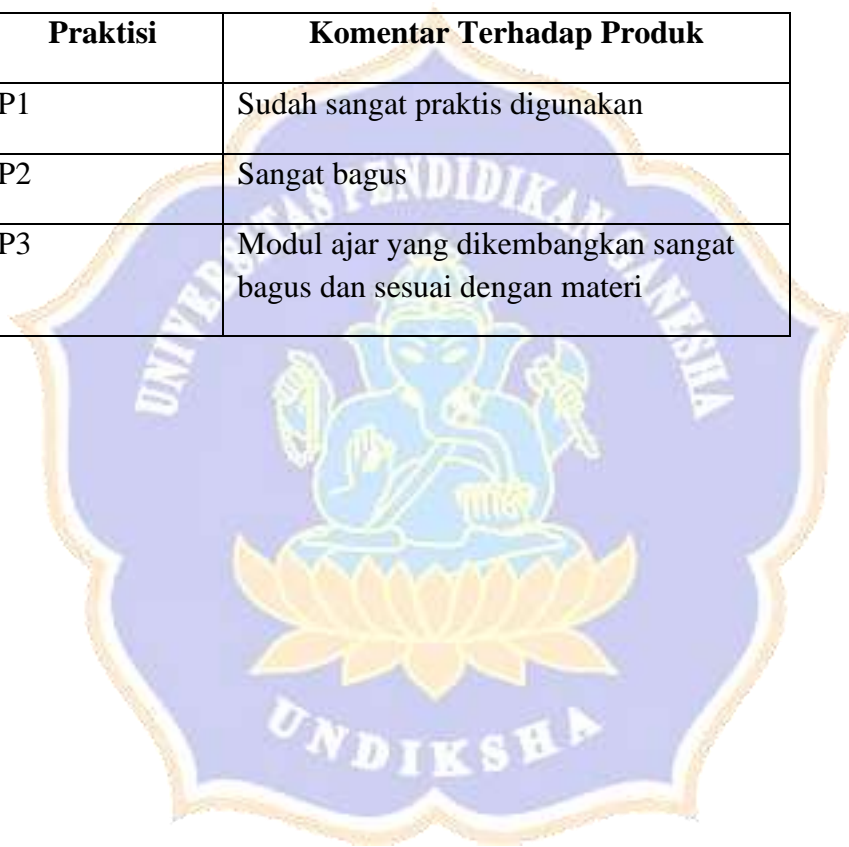 Praktisi Komentar Terhadap Produk
P1 Sudah sangat praktis digunakan
P2 Sangat bagus
P3 Modul ajar yang dikembangkan sangat
bagus dan sesuai dengan materi
UNIVERSITAS PENDIDIKAN GANESHA
UNDIKSHA